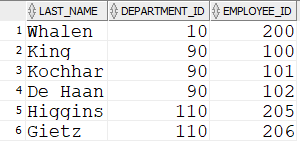 LAST_NAME DEPARTMENT_ID EMPLOYEE_ID
1 Whalen 10 200
2 King 90 100
3 Kochhar 90 101
4 De Haan 90 102
5 Higgins 110 205
6 Gietz 110 206